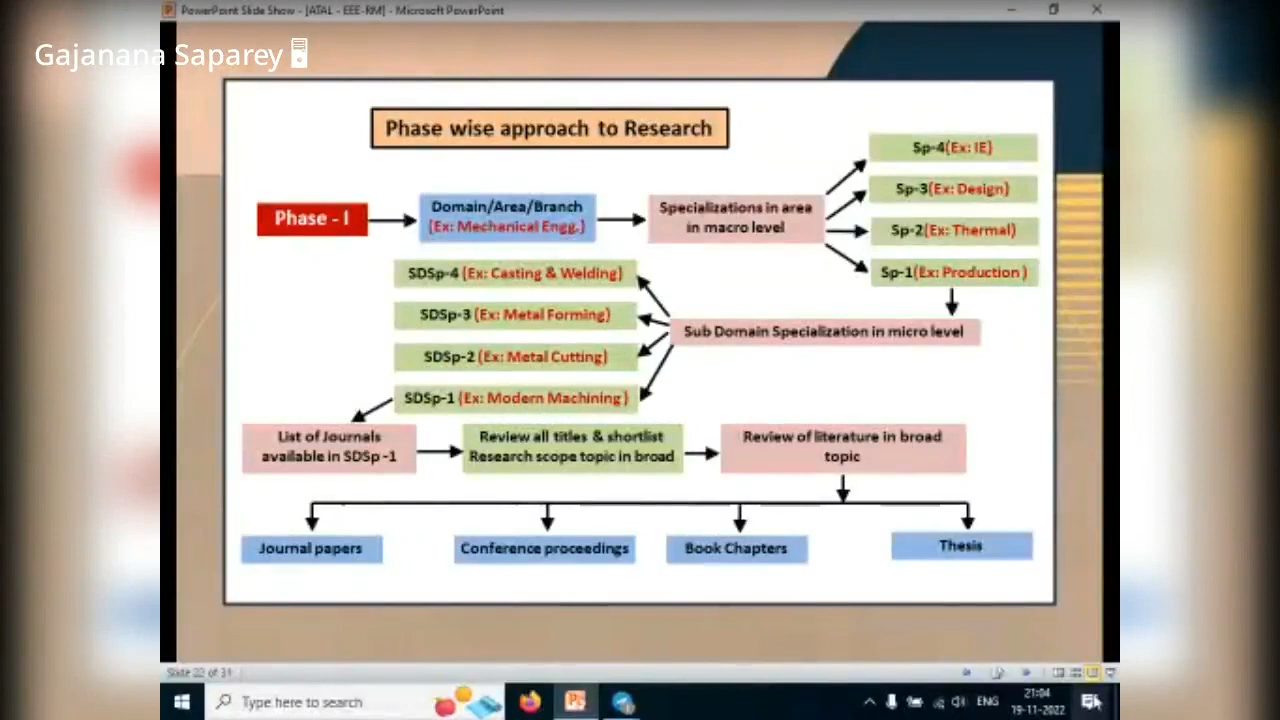 PowerPoint Slide Show - [ATAL - EEE-RM] - Microsoft PowerPoint
Gajanana Saparey
Phase wise approach to Research
Phase - I
Domain/Area/Branch
(Ex: Mechanical Engg.)
Specializations in area
in macro level
Sp-4(Ex: IE)
Sp-3(Ex: Design)
Sp-2(Ex: Thermal)
Sp-1(Ex: Production )
Sub Domain Specialization in micro level
SDSp-4 (Ex: Casting & Welding)
SDSp-3 (Ex: Metal Forming)
SDSp-2 (Ex: Metal Cutting)
SDSp-1 (Ex: Modern Machining )
List of Journals
available in SDSp -1
Review all titles & shortlist
Research scope topic in broad
Review of literature in broad
topic
Journal papers
Conference proceedings
Book Chapters
Thesis
Slide 22 of 31
Type here to search
ENG
21:04
19-11-2022